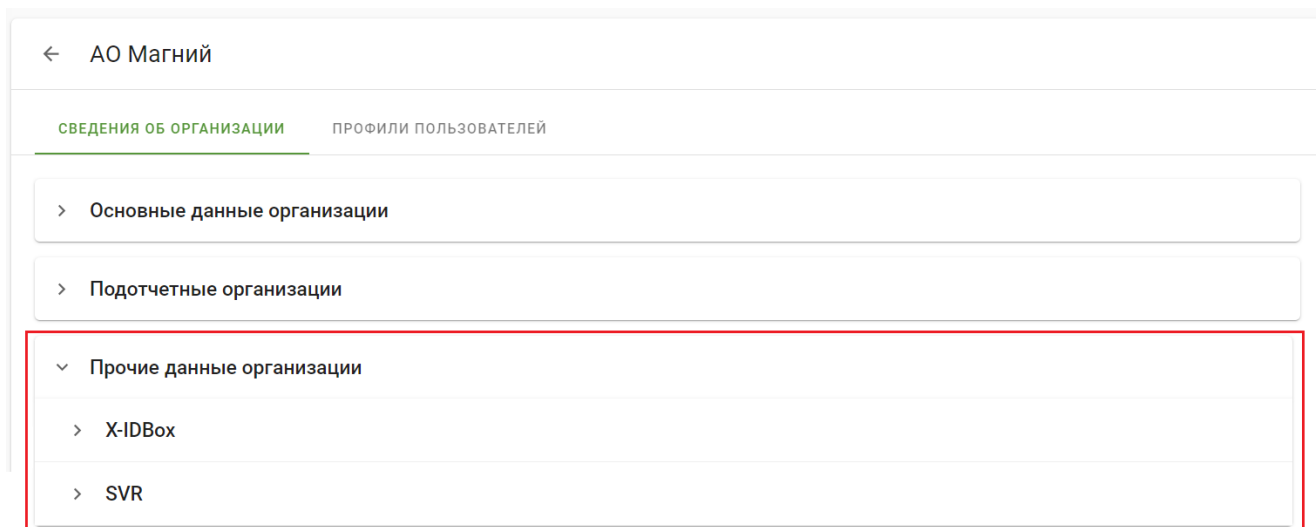 АО Магний
СВЕДЕНИЯ ОБ ОРГАНИЗАЦИИ ПРОФИЛИ ПОЛЬЗОВАТЕЛЕЙ
Основные данные организации
Подотчетные организации
Прочие данные организации
X-IDBox
SVR